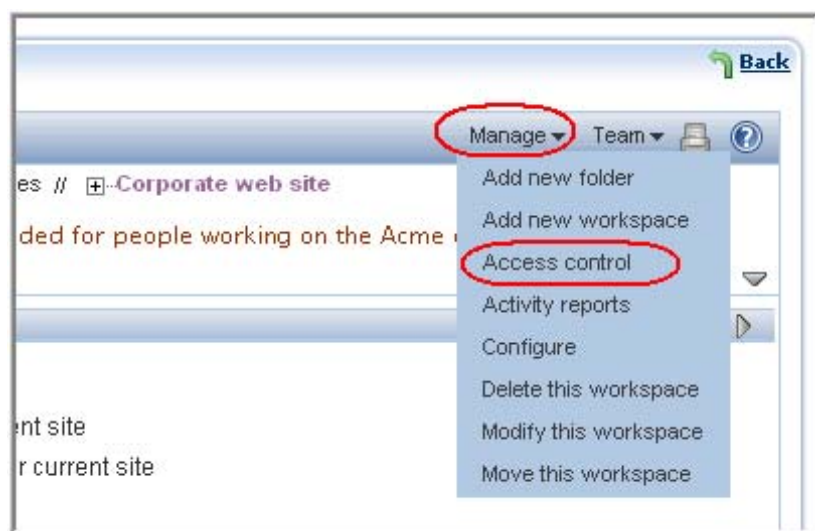 Back
Manage Team
es // Corporate web site
Add new folder
Add new workspace
ded for people working on the Acme
Access control
Activity reports
Configure
Delete this workspace
ent site
Modify this workspace
r current site
Move this workspace